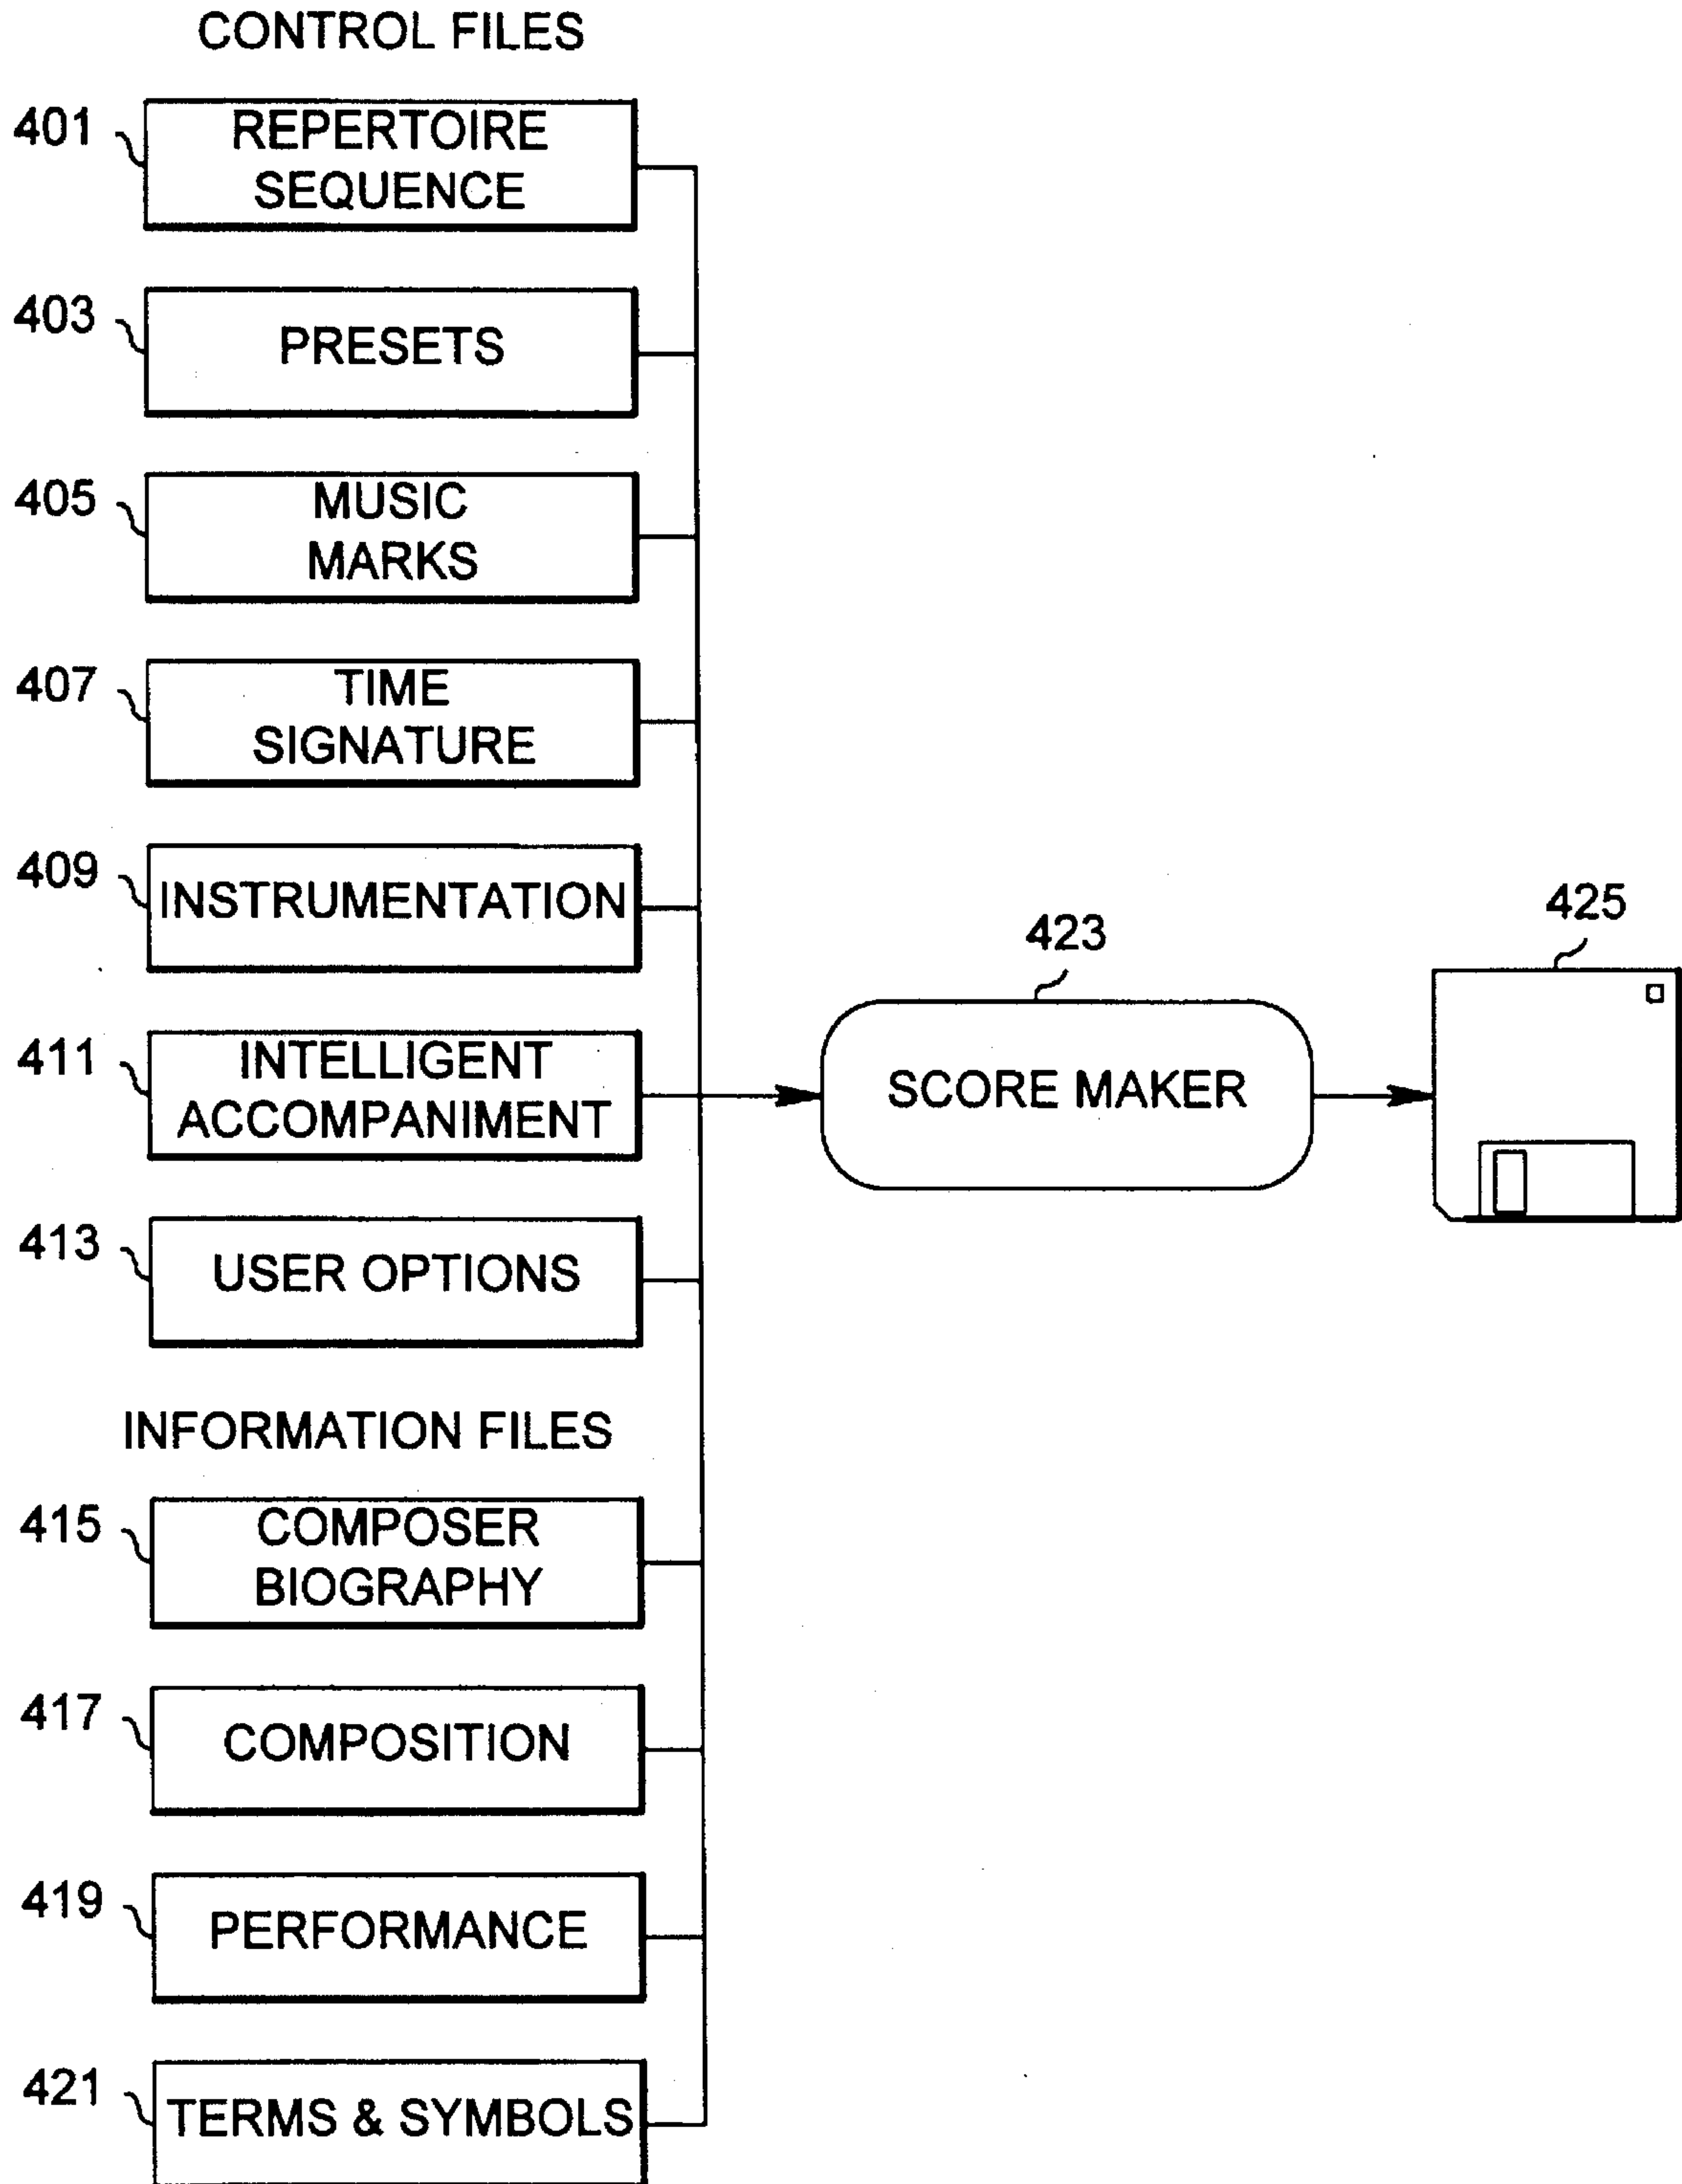 CONTROL FILES
401
REPERTOIRE
SEQUENCE
403
PRESETS
405
MUSIC
MARKS
407
TIME
SIGNATURE
409
INSTRUMENTATION
411
INTELLIGENT
ACCOMPANIMENT
413
USER OPTIONS
INFORMATION FILES
415
COMPOSER
BIOGRAPHY
417
COMPOSITION
419
PERFORMANCE
421
TERMS & SYMBOLS
423
SCORE MAKER
425